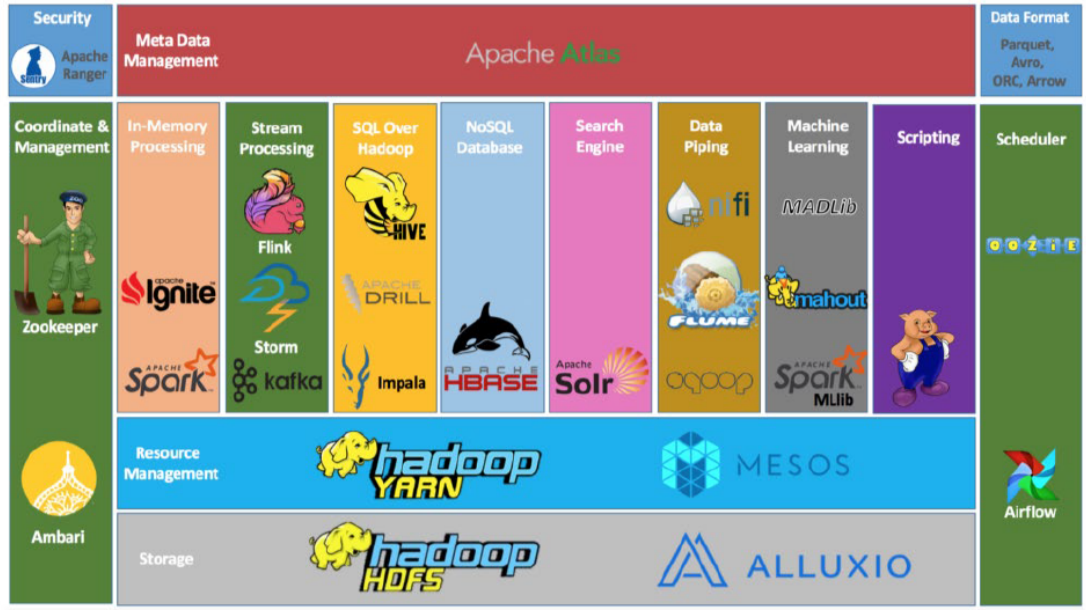 Security
Sentry
Apache
Ranger
Meta Data
Management
Apache Atlas
Data Format
Parquet,
Avro,
ORC, Arrow
Coordinate &
Management
ZOO
Zookeeper
Ambari
In-Memory
Processing
apache
Ignite
APACHE
Spark
Stream
Processing
Flink
Storm
kafka
SQL Over
Hadoop
HIVE
APACHE
DRILL
Impala
NoSQL
Database
APACHE
HBASE
Search
Engine
Apache
Solr
Data
Piping
nifi
FLUME
sqoop
Machine
Learning
MADLib
mahout
APACHE
Spark
MLlib
Scripting
Scheduler
OOZIE
Airflow
Resource
Management
hadoop
YARN
MESOS
Storage
hadoop
HDFS
ALLUXIO